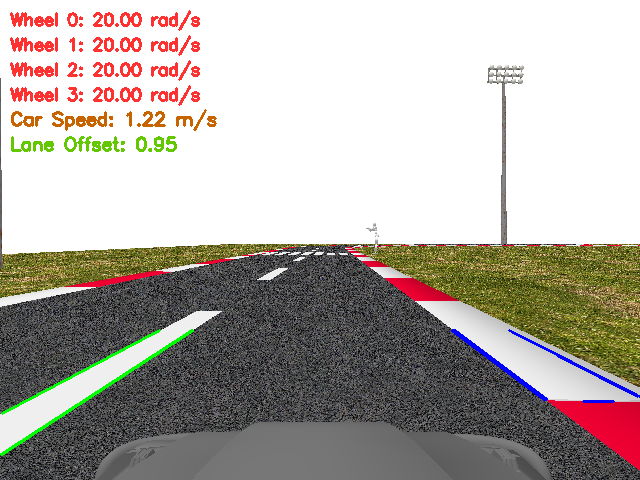 Wheel 0: 20.00 rad/s
Wheel 1: 20.00 rad/s
Wheel 2: 20.00 rad/s
Wheel 3: 20.00 rad/s
Car Speed: 1.22 m/s
Lane Offset: 0.95